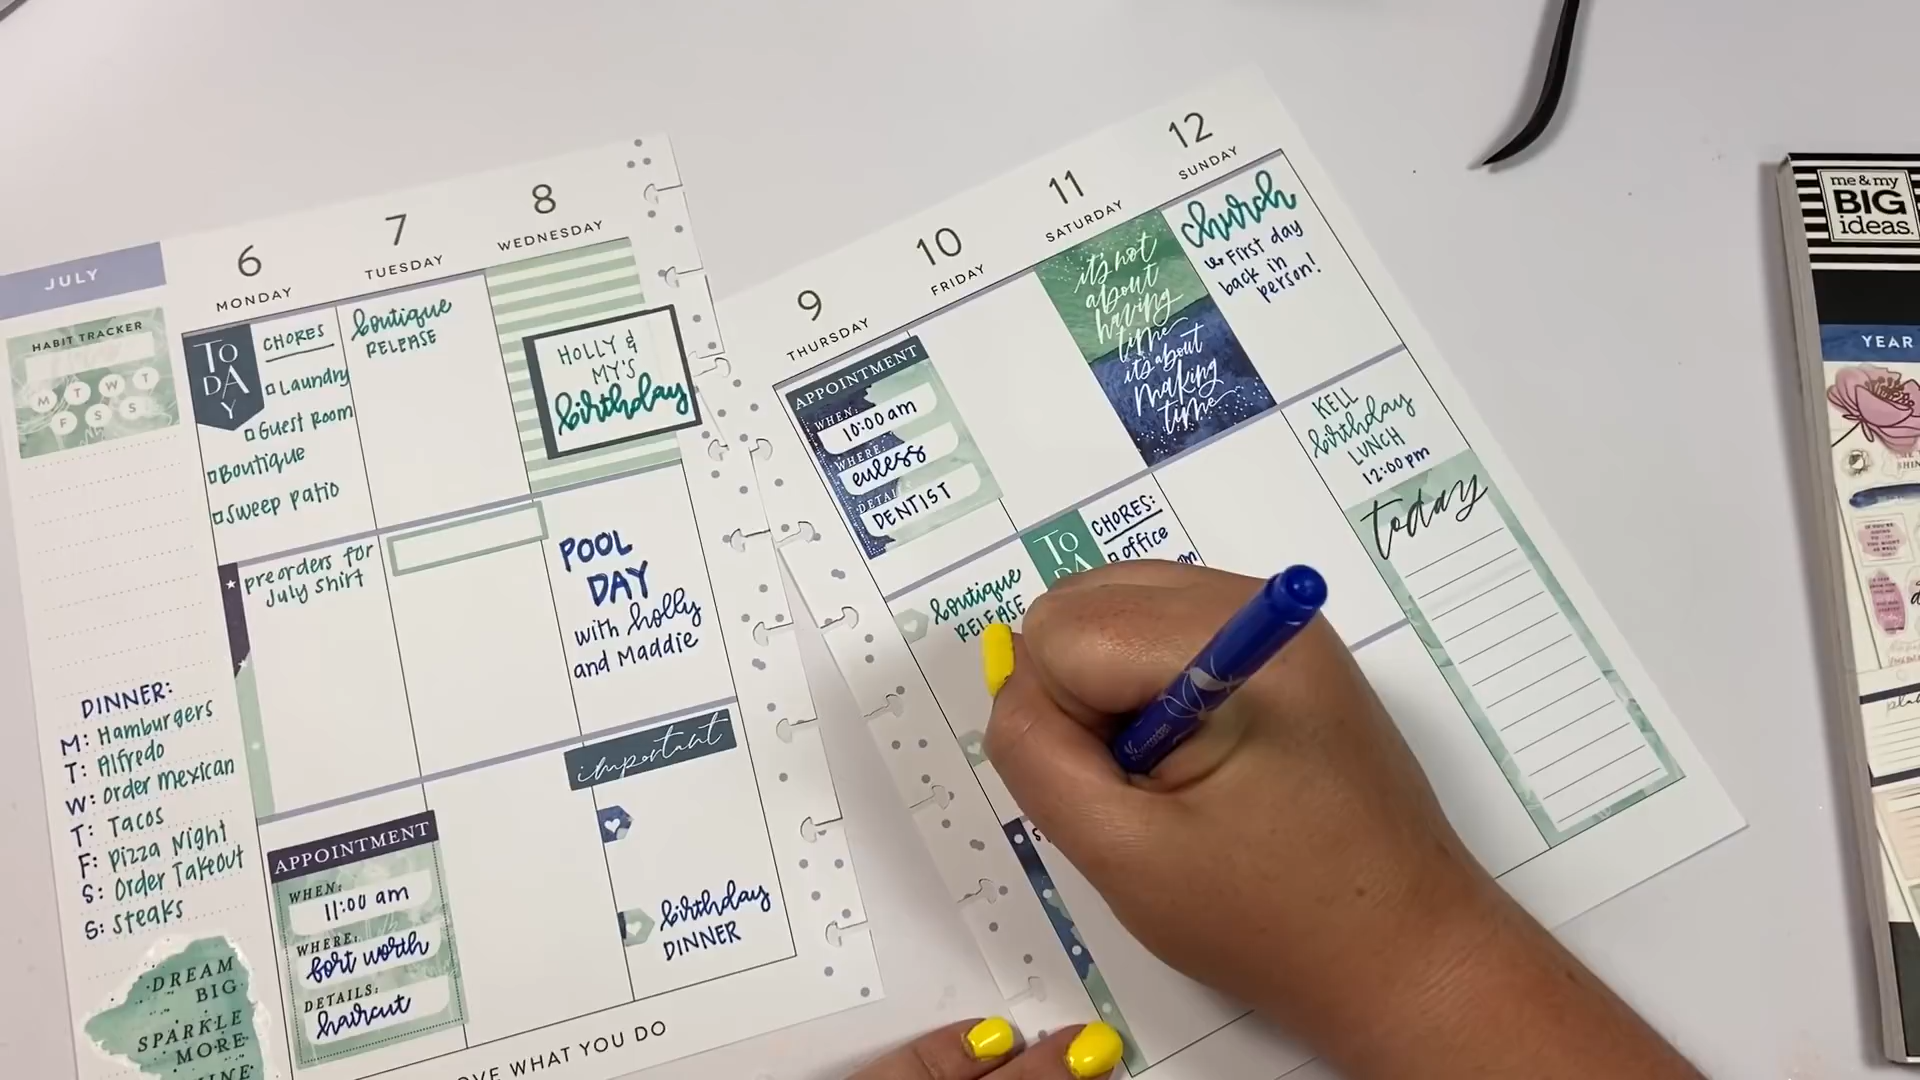 JULY
HABIT TRACKER
M T W T
F S S
DINNER:
M: Hamburgers
T: Alfredo
W: order mexican
T: Tacos
F: Pizza Night
S: Order Takeout
S: steaks
DREAM
BIG
SPARKLE
MORE
6
MONDAY
TO
DA
Y
CHORES
Laundry
Guest Room
Boutique
Sweep patio
preorders for
July shirt
APPOINTMENT
WHEN:
11:00 am
WHERE:
fort worth
DETAILS:
haircut
7
TUESDAY
boutique
RELEASE
8
WEDNESDAY
HOLLY &
MY'S
birthday
POOL
DAY
with holly
and Maddie
important
birthday
DINNER
WHAT YOU DO
9
THURSDAY
APPOINTMENT
WHEN:
10:00 am
WHERE:
euless
DENTIST
boutique
RELEASE
10
FRIDAY
TO
CHORES:
office
11
SATURDAY
it's not
about
having
time
it's about
making
time
12
SUNDAY
church
First day
back in
person!
KELL
birthday
LUNCH
12:00 pm
today
me & my
BIG
ideas.
YEAR